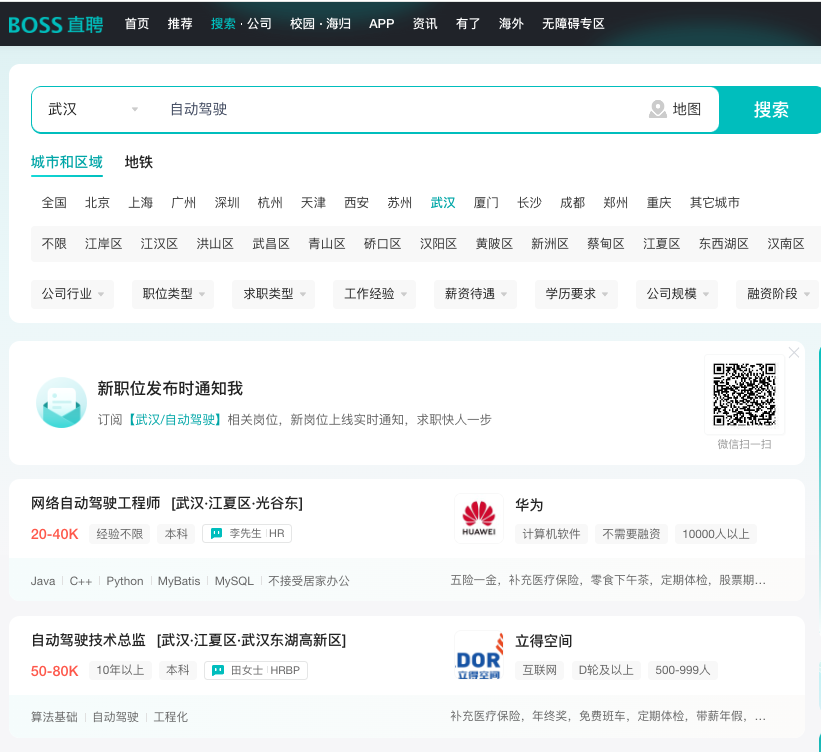 BOSS 直聘 首页 推荐 搜索 · 公司 校园 · 海归 APP 资讯 有了 海外 无障碍专区
武汉 自动驾驶 地图 搜索
城市和区域 地铁
全国 北京 上海 广州 深圳 杭州 天津 西安 苏州 武汉 厦门 长沙 成都 郑州 重庆 其它城市
不限 江岸区 江汉区 洪山区 武昌区 青山区 硚口区 汉阳区 黄陂区 新洲区 蔡甸区 江夏区 东西湖区 汉南区
公司行业 职位类型 求职类型 工作经验 薪资待遇 学历要求 公司规模 融资阶段
新职位发布时通知我
订阅【武汉/自动驾驶】相关岗位，新岗位上线实时通知，求职快人一步
微信扫一扫
网络自动驾驶工程师 [武汉·江夏区·光谷东] HUAWEI 华为
20-40K 经验不限 本科 李先生 HR 计算机软件 不需要融资 10000人以上
Java C++ Python MyBatis MySQL 不接受居家办公 五险一金，补充医疗保险，零食下午茶，定期体检，股票期...
自动驾驶技术总监 [武汉·江夏区·武汉东湖高新区] DOR 立得空间 立得空间
50-80K 10年以上 本科 田女士 HRBP 互联网 D轮及以上 500-999人
算法基础 自动驾驶 工程化 补充医疗保险，年终奖，免费班车，定期体检，带薪年假，...